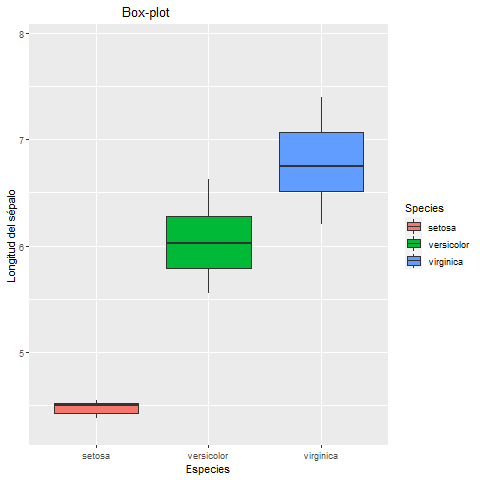 Box-plot
8
7
6
5
Longitud del sépalo
setosa
versicolor
virginica
Especies
Species
setosa
versicolor
virginica